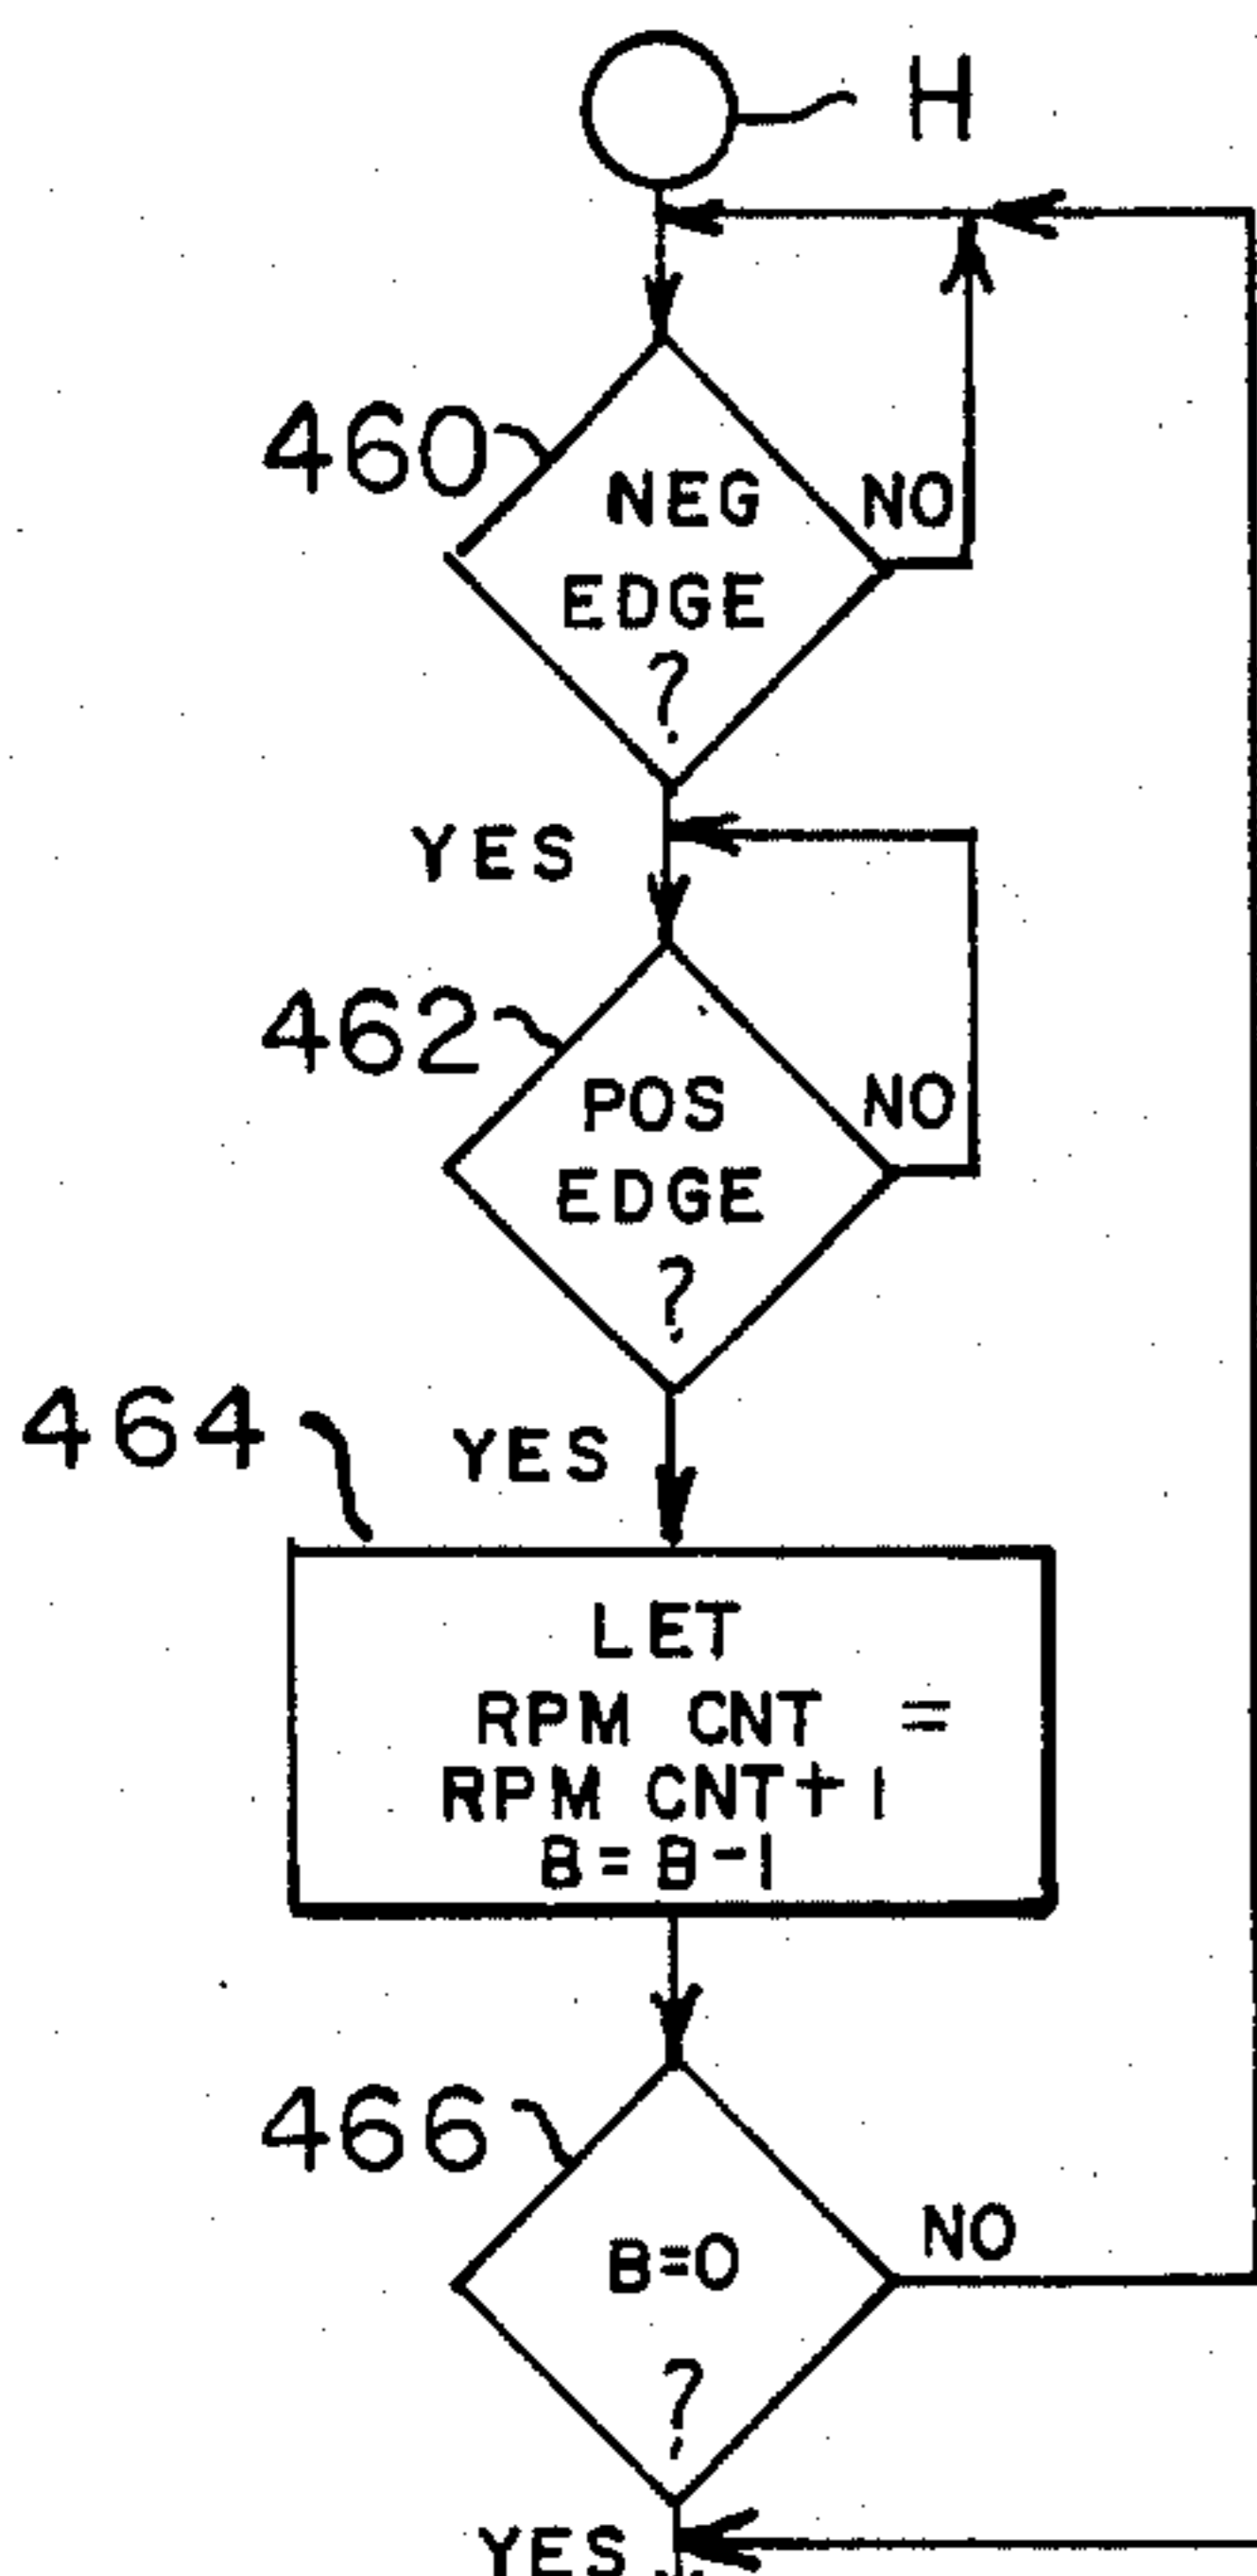 H
460
NEG
EDGE
?
NO
YES
462
POS
EDGE
?
NO
464
YES
LET
RPM CNT =
RPM CNT+1
B=B-1
466
B=0
?
NO
YES